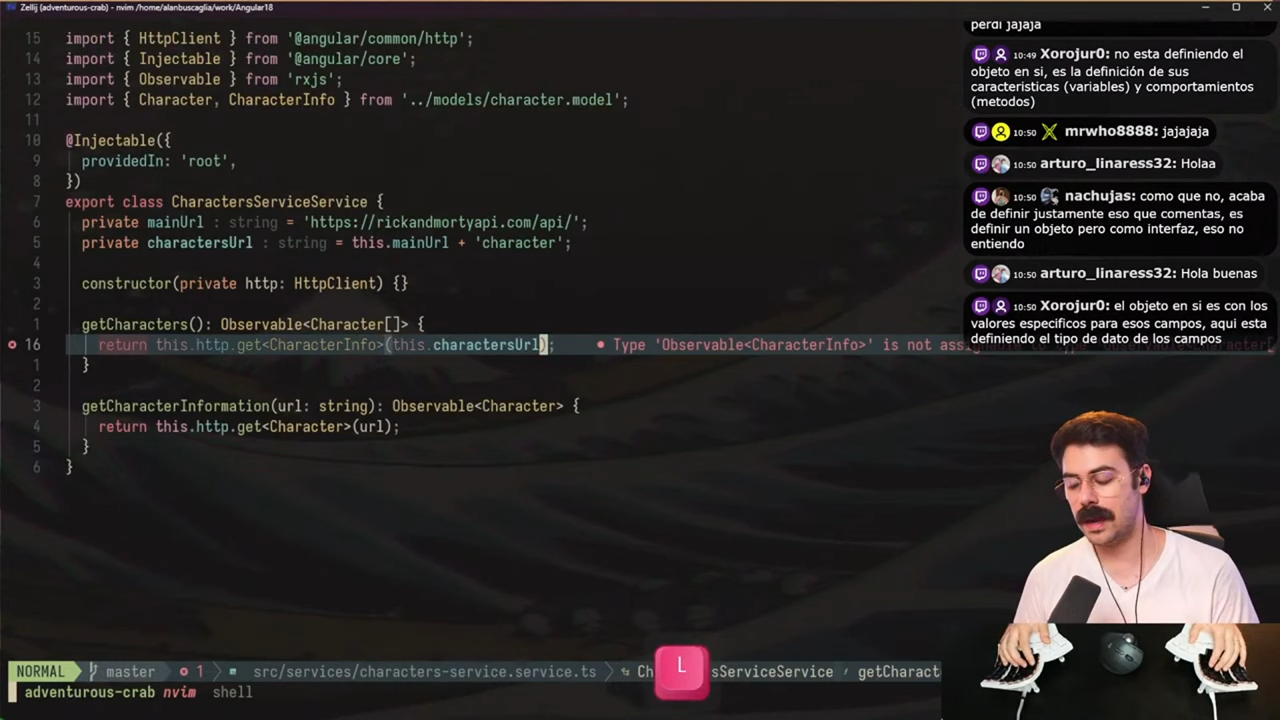 Zellij (adventurous-crab) - nvim /home/alanbuscaglia/work/Angular18
15 import { HttpClient } from '@angular/common/http';
14 import { Injectable } from '@angular/core';
13 import { Observable } from 'rxjs';
12 import { Character, CharacterInfo } from '../models/character.model';
11
10 @Injectable({
9 providedIn: 'root',
8 })
7 export class CharactersServiceService {
6 private mainUrl : string = 'https://rickandmortyapi.com/api/';
5 private charactersUrl : string = this.mainUrl + 'character';
4
3 constructor(private http: HttpClient) {}
2
1 getCharacters(): Observable<Character[]> {
16 return this.http.get<CharacterInfo>(this.charactersUrl); ● Type 'Observable<CharacterInfo>' is not assignable to type 'Observable<Character[
1 }
2
3 getCharacterInformation(url: string): Observable<Character> {
4 return this.http.get<Character>(url);
5 }
6 }
perdi jajaja
10:49 Xorojur0: no esta definiendo el
objeto en si, es la definición de sus
caracteristicas (variables) y comportamientos
(metodos)
10:50 mrwho8888: jajajaja
10:50 arturo_linaress32: Holaa
10:50 nachujas: como que no, acaba
de definir justamente eso que comentas, es
definir un objeto pero como interfaz, eso no
entiendo
10:50 arturo_linaress32: Hola buenas
10:50 Xorojur0: el objeto en si es con los
valores especificos para esos campos, aqui esta
definiendo el tipo de dato de los campos
L
NORMAL master 1 src/services/characters-service.service.ts Ch sServiceService getCharact
adventurous-crab nvim shell